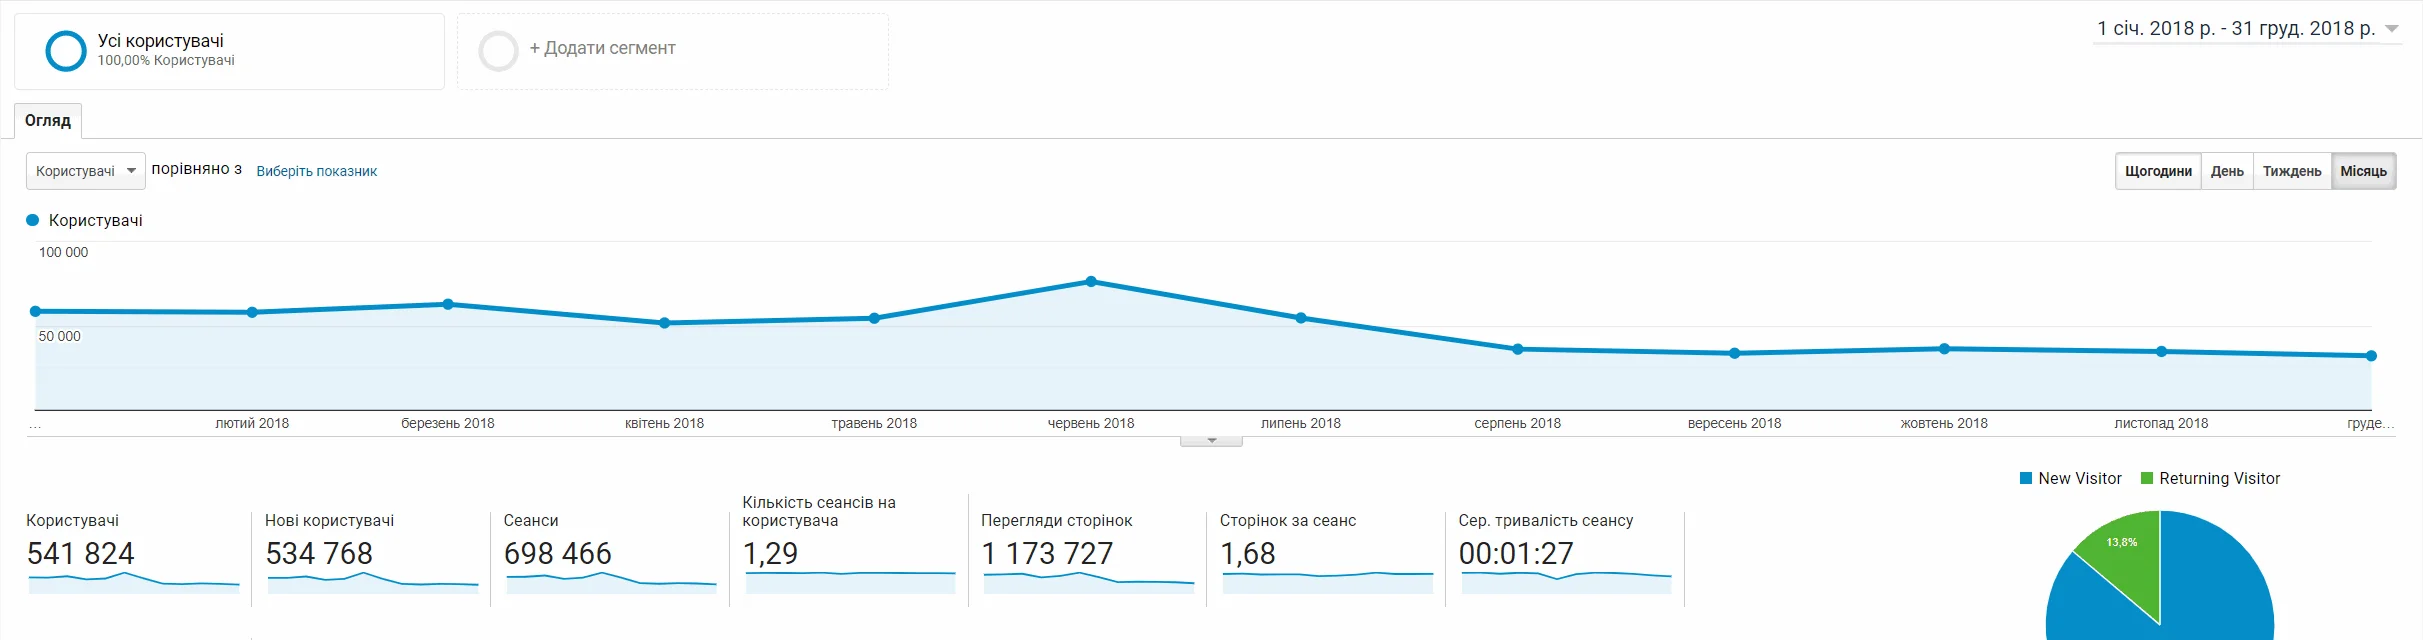 Усі користувачі
100,00% Користувачі
+ Додати сегмент
1 січ. 2018 р. - 31 груд. 2018 р.
Огляд
Користувачі порівняно з Виберіть показник
Щогодини День Тиждень Місяць
Користувачі
100 000
50 000
... лютий 2018 березень 2018 квітень 2018 травень 2018 червень 2018 липень 2018 серпень 2018 вересень 2018 жовтень 2018 листопад 2018 груде...
New Visitor Returning Visitor
Користувачі
541 824
Нові користувачі
534 768
Сеанси
698 466
Кількість сеансів на
користувача
1,29
Перегляди сторінок
1 173 727
Сторінок за сеанс
1,68
Сер. тривалість сеансу
00:01:27
13,8%